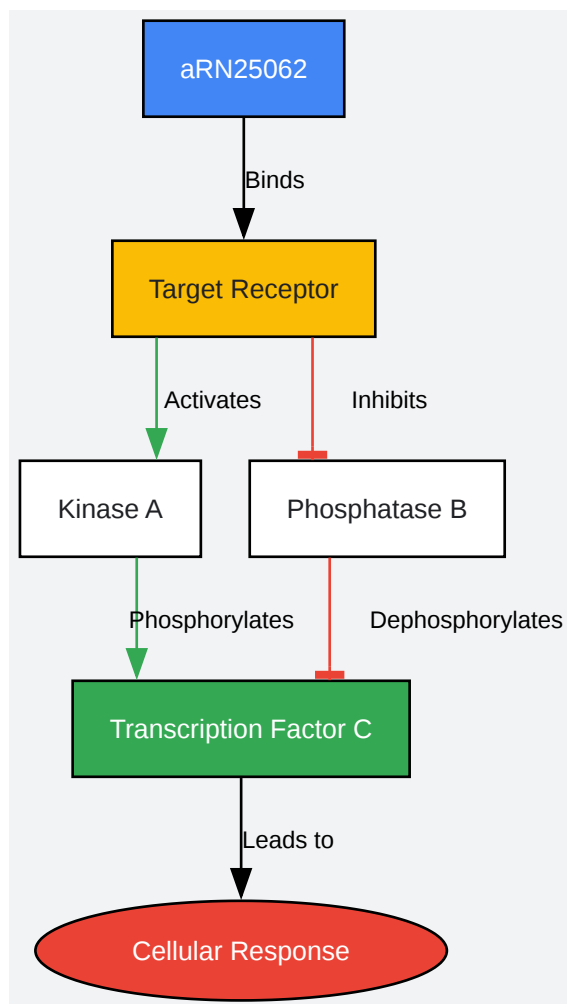 aRN25062
Binds
Target Receptor
Activates
Inhibits
Kinase A
Phosphatase B
Phosphorylates
Dephosphorylates
Transcription Factor C
Leads to
Cellular Response